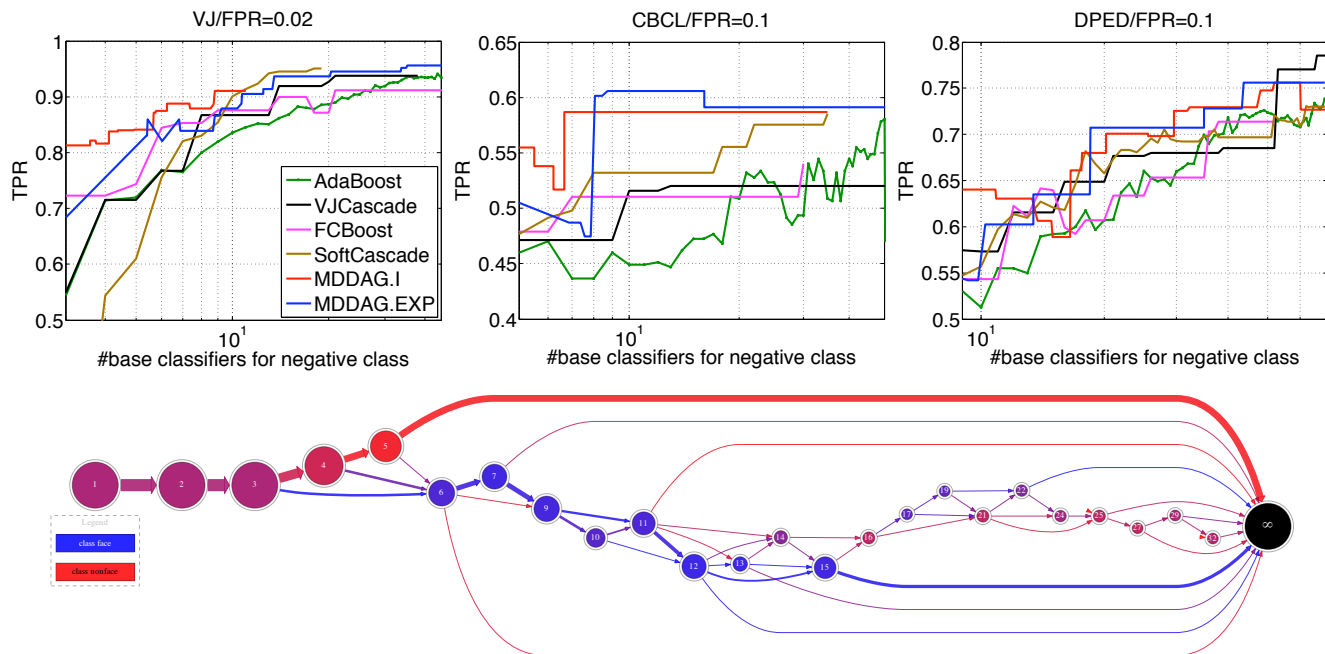 VJ/FPR=0.02
CBCL/FPR=0.1
DPED/FPR=0.1
1
0.9
0.8
0.7
0.6
0.5
TPR
10^1
#base classifiers for negative class
AdaBoost
VJCascade
FCBoost
SoftCascade
MDDAG.I
MDDAG.EXP
0.65
0.6
0.55
0.5
0.45
0.4
TPR
10^1
#base classifiers for negative class
0.8
0.75
0.7
0.65
0.6
0.55
0.5
TPR
10^1
#base classifiers for negative class
1
2
3
4
5
6
7
9
10
11
12
13
14
15
16
17
19
21
22
24
25
27
29
32
∞
Legend
class face
class nonface